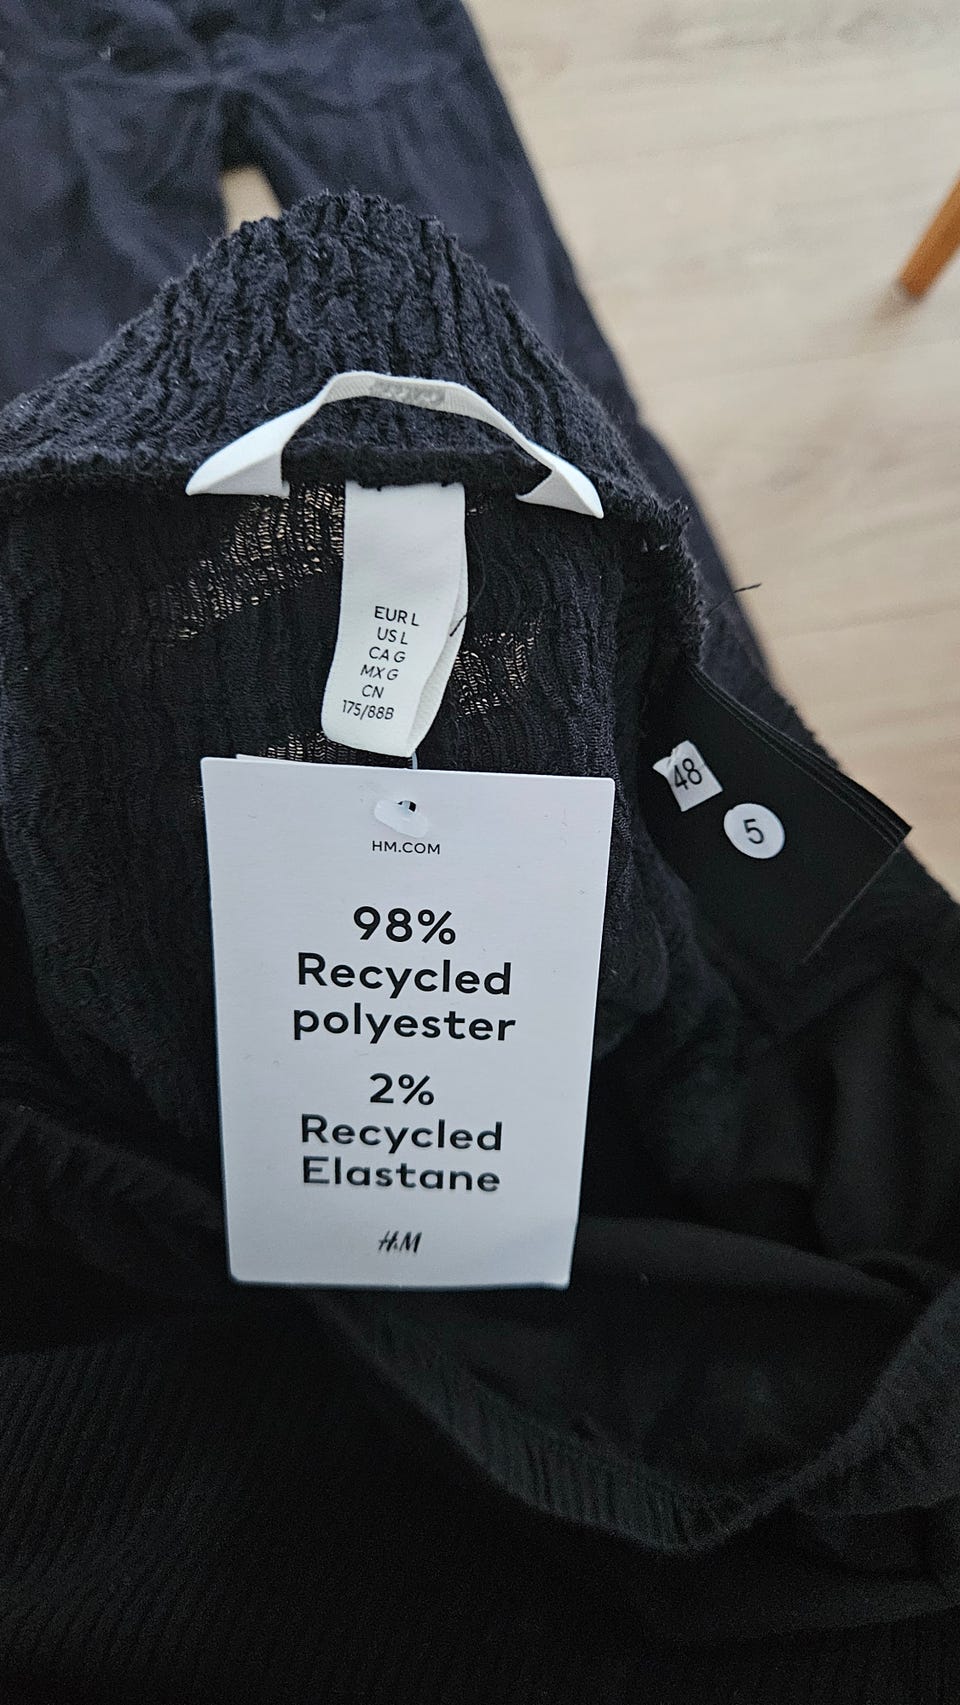 EUR L
US L
CA G
MX G
CN
175/88B
48
5
HM.COM
98%
Recycled
polyester
2%
Recycled
Elastane
H&M